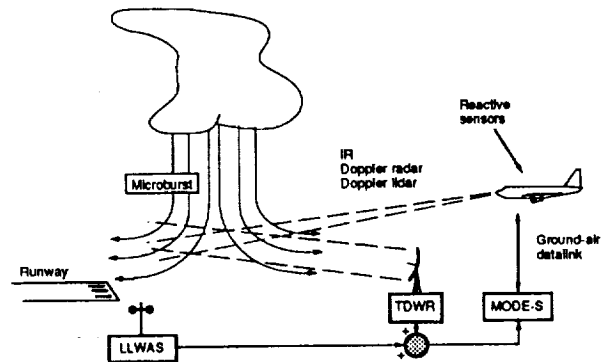 Reactive
sensors
IR
Doppler radar
Doppler lidar
Microburst
Ground-air
datalink
Runway
TDWR
MODE-S
LLWAS
+
+